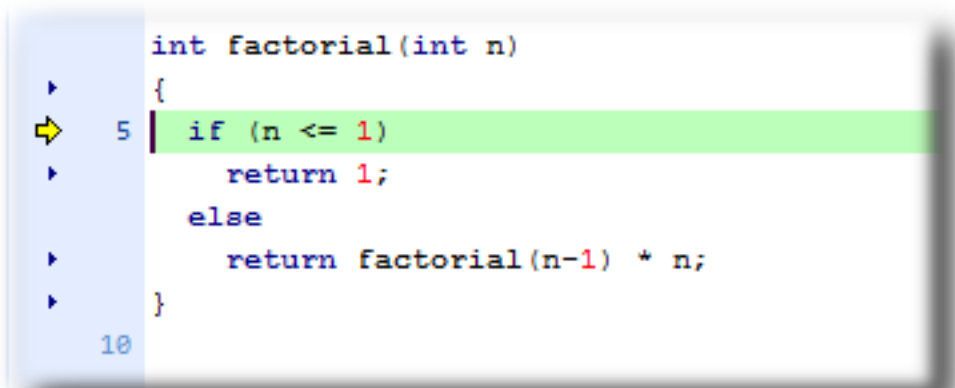 int factorial(int n)
{
5 if (n <= 1)
return 1;
else
return factorial(n-1) * n;
}
10